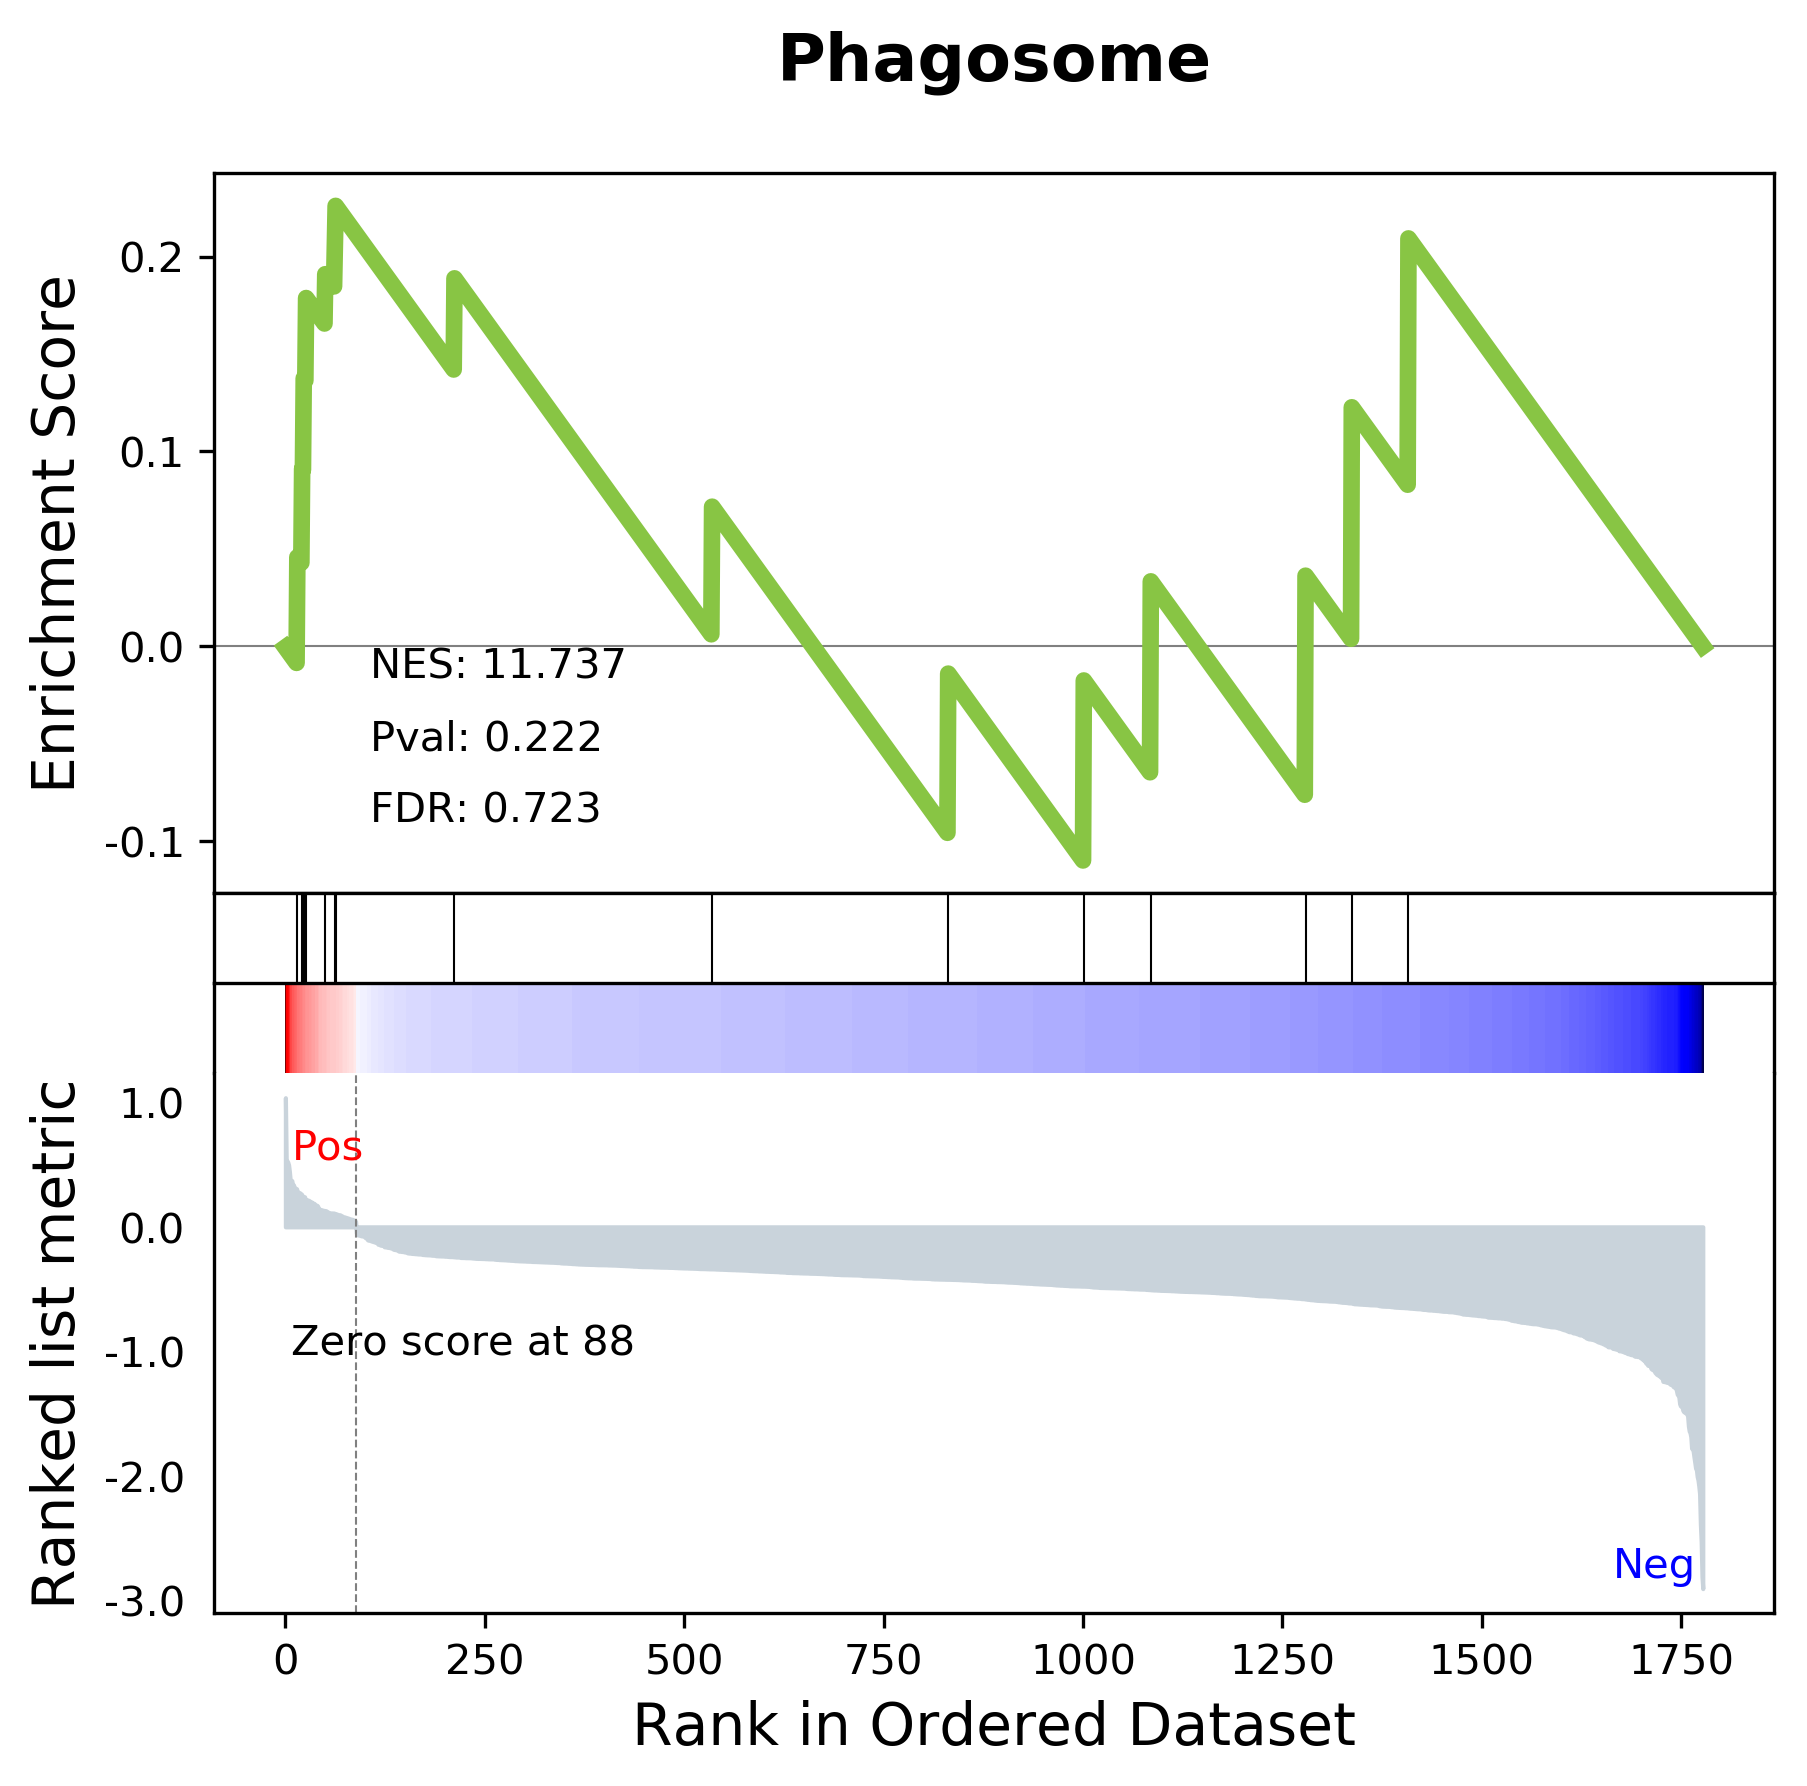 Phagosome
Enrichment Score
0.2
0.1
0.0
-0.1
NES: 11.737
Pval: 0.222
FDR: 0.723
Ranked list metric
1.0
0.0
-1.0
-2.0
-3.0
Pos
Zero score at 88
Neg
0 250 500 750 1000 1250 1500 1750
Rank in Ordered Dataset